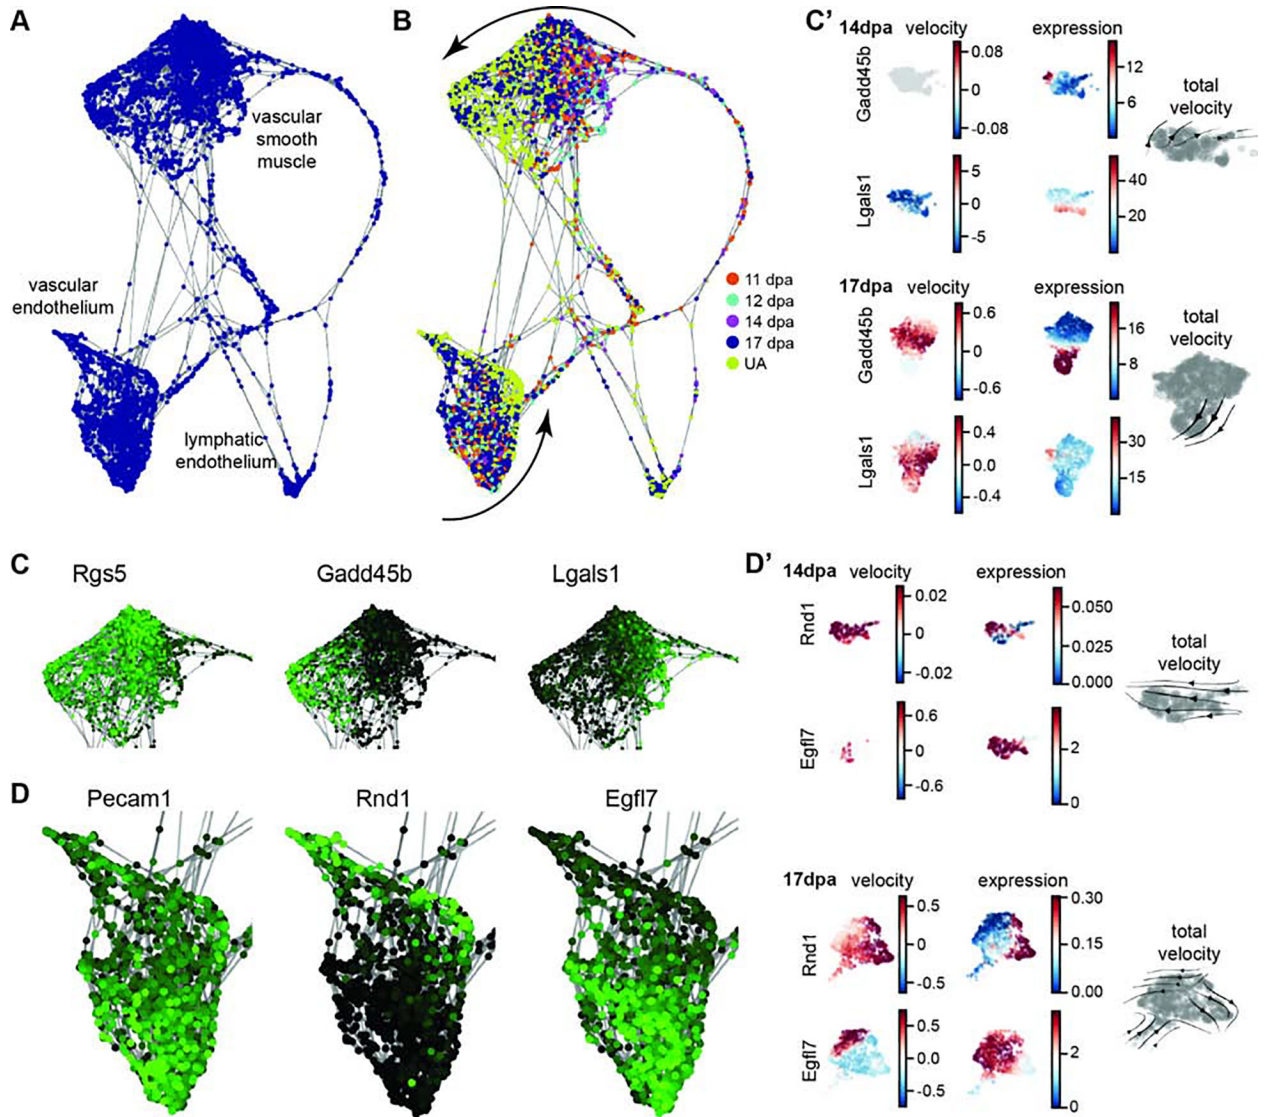 A
vascular
smooth
muscle
vascular
endothelium
lymphatic
endothelium
B
11 dpa
12 dpa
14 dpa
17 dpa
UA
C’
14dpa velocity expression
Gadd45b
0.08
0
-0.08
12
6
total
velocity
Lgals1
5
0
-5
40
20
17dpa velocity expression
Gadd45b
0.6
0
-0.6
16
8
total
velocity
Lgals1
0.4
0.0
-0.4
30
15
C
Rgs5 Gadd45b Lgals1
D
Pecam1 Rnd1 Egfl7
D’
14dpa velocity expression
Rnd1
0.02
0
-0.02
0.050
0.025
0.000
total
velocity
Egfl7
0.6
0
-0.6
2
0
17dpa velocity expression
Rnd1
0.5
0
-0.5
0.30
0.15
0.00
total
velocity
Egfl7
0.5
0.0
-0.5
2
0